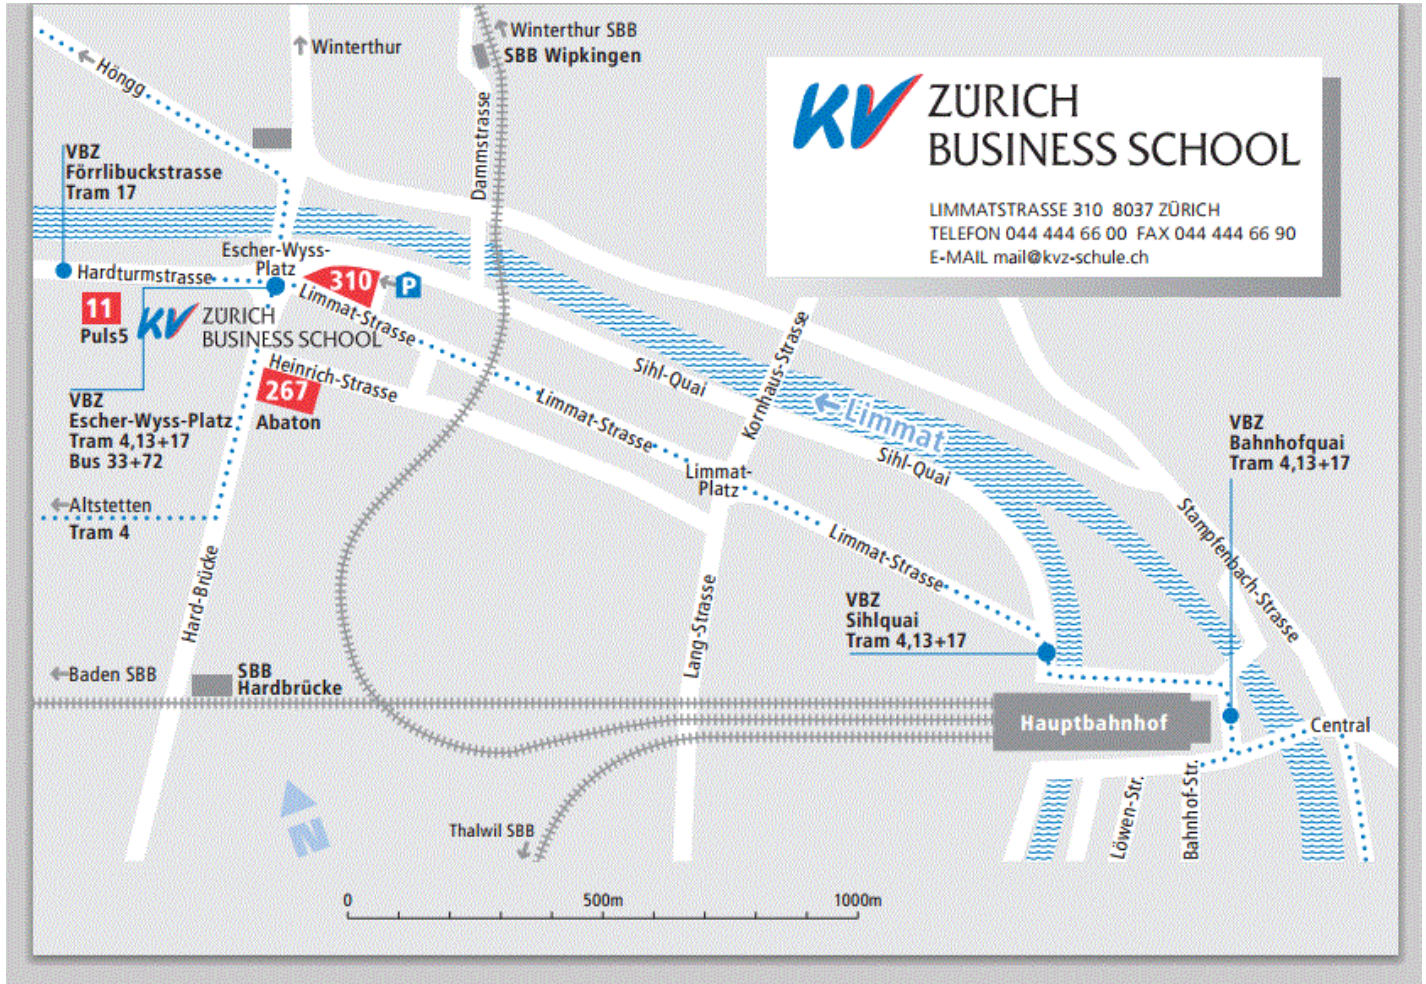 Winterthur SBB
SBB Wipkingen
Winterthur
Höngg
Dammstrasse
KV ZÜRICH
BUSINESS SCHOOL
LIMMATSTRASSE 310 8037 ZÜRICH
TELEFON 044 444 66 00 FAX 044 444 66 90
E-MAIL mail@kvz-schule.ch
VBZ
Förrlibuckstrasse
Tram 17
Escher-Wyss-
Platz
Hardturmstrasse
310
P
Limmat-Strasse
11
Puls5
KV ZÜRICH
BUSINESS SCHOOL
Heinrich-Strasse
267
Abaton
VBZ
Escher-Wyss-Platz
Tram 4,13+17
Bus 33+72
Altstetten
Tram 4
Sihl-Quai
Kornhaus-Strasse
Limmat
Limmat-Strasse
Sihl-Quai
Limmat-
Platz
VBZ
Bahnhofquai
Tram 4,13+17
Stampfenbach-Strasse
Limmat-Strasse
Hard-Brücke
Lang-Strasse
VBZ
Sihlquai
Tram 4,13+17
Baden SBB
SBB
Hardbrücke
Hauptbahnhof
Central
Löwen-Str.
Bahnhof-Str.
N
Thalwil SBB
0 500m 1000m